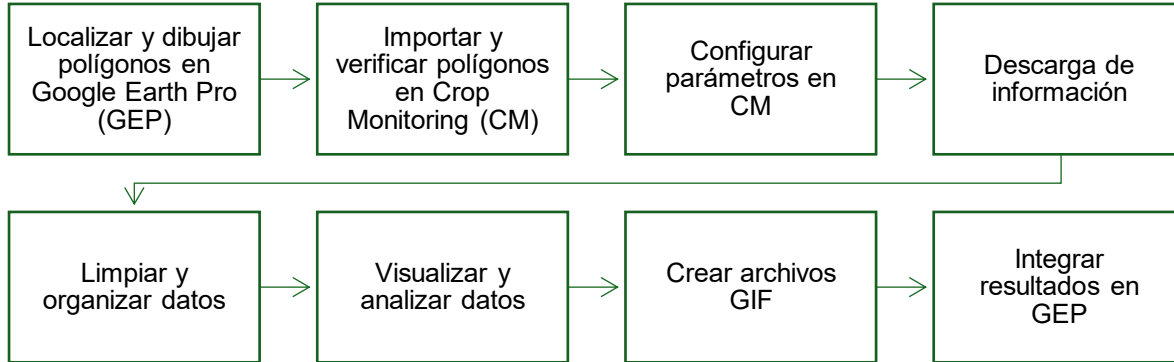 Localizar y dibujar
polígonos en
Google Earth Pro
(GEP)
Importar y
verificar polígonos
en Crop
Monitoring (CM)
Configurar
parámetros en
CM
Descarga de
información
Limpiar y
organizar datos
Visualizar y
analizar datos
Crear archivos
GIF
Integrar
resultados en
GEP